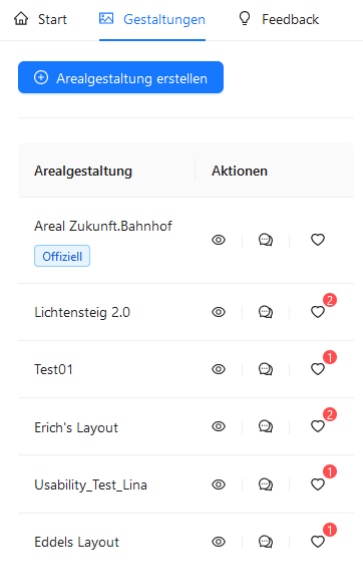 Start Gestaltungen Feedback
Arealgestaltung erstellen
Arealgestaltung Aktionen
Areal Zukunft.Bahnhof
Offiziell
Lichtensteig 2.0 2
Test01 1
Erich's Layout 2
Usability_Test_Lina 1
Eddels Layout 1